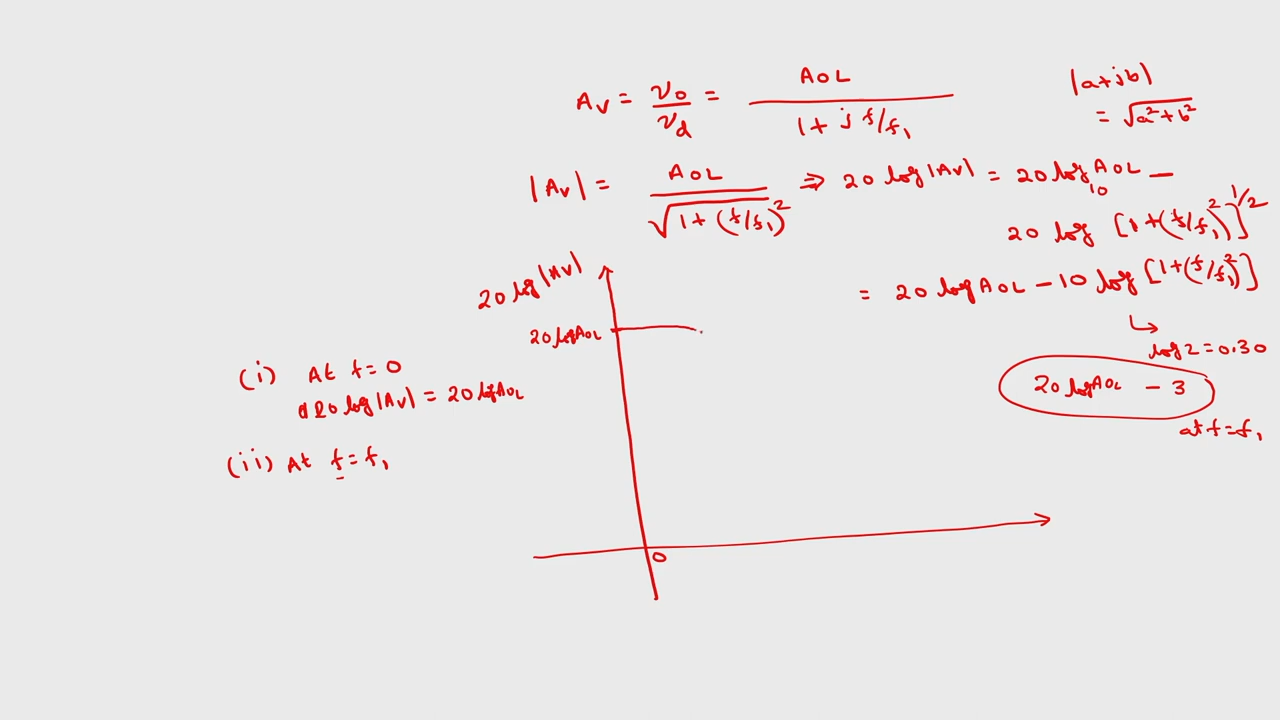 Av = v₀/v_d = AOL / (1 + j f/f₁)
|a+jb|
= √(a²+b²)
|Av| = AOL / √(1 + (f/f₁)²) ⇒ 20 log|Av| = 20 log₁₀ AOL −
20 log [1+(f/f₁)²]^1/2
= 20 log AOL − 10 log [1+(f/f₁)²]
↳ log 2 = 0.30
20 log AOL − 3
at f = f₁
20 log|Av|
20 log AOL
(i) At f = 0
20 log|Av| = 20 log AOL
(ii) At f = f₁
0